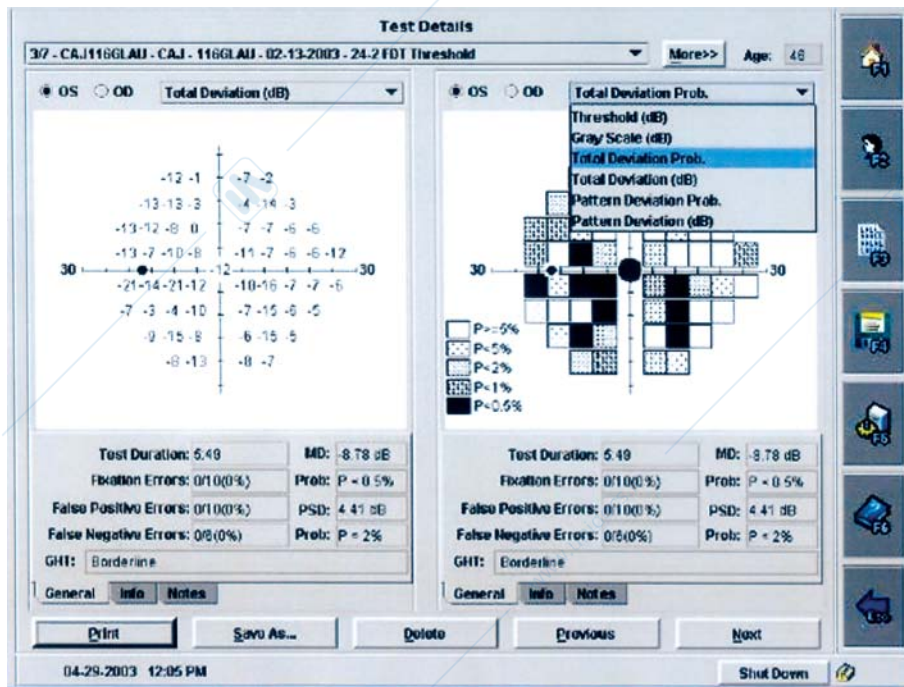 Test Details
3/7 - CAJ116GLAU - CAJ - 116GLAU - 02-13-2003 - 24-2 FDT Threshold More>> Age: 46
OS OD Total Deviation (dB) OS OD Total Deviation Prob.
Threshold (dB)
Gray Scale (dB)
Total Deviation Prob.
Total Deviation (dB)
Pattern Deviation Prob.
Pattern Deviation (dB)
-12 -1 -7 -2
-13 -13 -3 -4 -14 -3
-13 -12 -8 0 -7 -7 -6 -6
-13 -7 -10 -8 -11 -7 -6 -6 -12
30 -12 30 30 30
-21 -14 -21 -12 -10 -16 -7 -7 -6
-7 -3 -4 -10 -7 -15 -6 -5
-9 -15 -8 -6 -15 -5
-8 -13 -8 -7
P>=5%
P<5%
P<2%
P<1%
P<0.5%
Test Duration: 5:49 MD: -8.78 dB Test Duration: 5:49 MD: -8.78 dB
Fixation Errors: 0/10(0%) Prob: P < 0.5% Fixation Errors: 0/10(0%) Prob: P < 0.5%
False Positive Errors: 0/10(0%) PSD: 4.41 dB False Positive Errors: 0/10(0%) PSD: 4.41 dB
False Negative Errors: 0/6(0%) Prob: P < 2% False Negative Errors: 0/6(0%) Prob: P < 2%
GHT: Borderline GHT: Borderline
General Info Notes General Info Notes
Print Save As... Delete Previous Next
04-29-2003 12:05 PM Shut Down
F1
F2
F3
F4
F5
F6
Esc